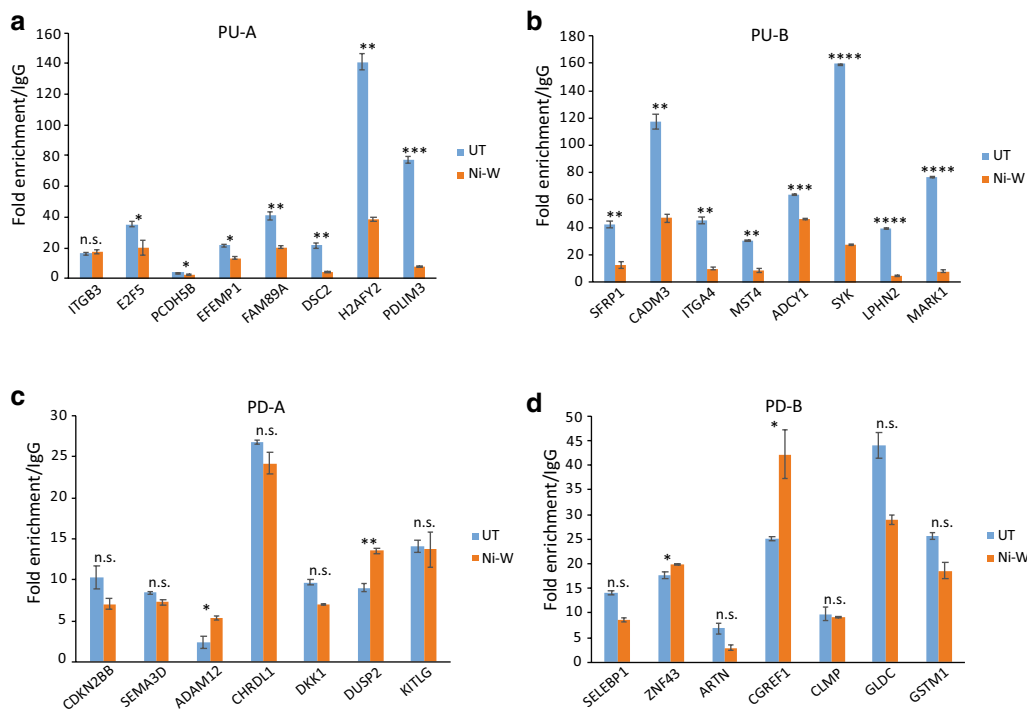 a
PU-A
Fold enrichment/IgG
160
140
120
100
80
60
40
20
0
n.s.
*
*
*
**
**
**
***
ITGB3
E2F5
PCDH5B
EFEMP1
FAM89A
DSC2
H2AFY2
PDLIM3
UT
Ni-W
b
PU-B
Fold enrichment/IgG
180
160
140
120
100
80
60
40
20
0
**
**
**
**
***
****
****
****
SFRP1
CADM3
ITGA4
MST4
ADCY1
SYK
LPHN2
MARK1
UT
Ni-W
c
PD-A
Fold enrichment/IgG
30
25
20
15
10
5
0
n.s.
n.s.
*
n.s.
n.s.
**
n.s.
CDKN2BB
SEMA3D
ADAM12
CHRDL1
DKK1
DUSP2
KITLG
UT
Ni-W
d
PD-B
Fold enrichment/IgG
50
45
40
35
30
25
20
15
10
5
0
n.s.
*
n.s.
*
n.s.
n.s.
n.s.
SELEBP1
ZNF43
ARTN
CGREF1
CLMP
GLDC
GSTM1
UT
Ni-W